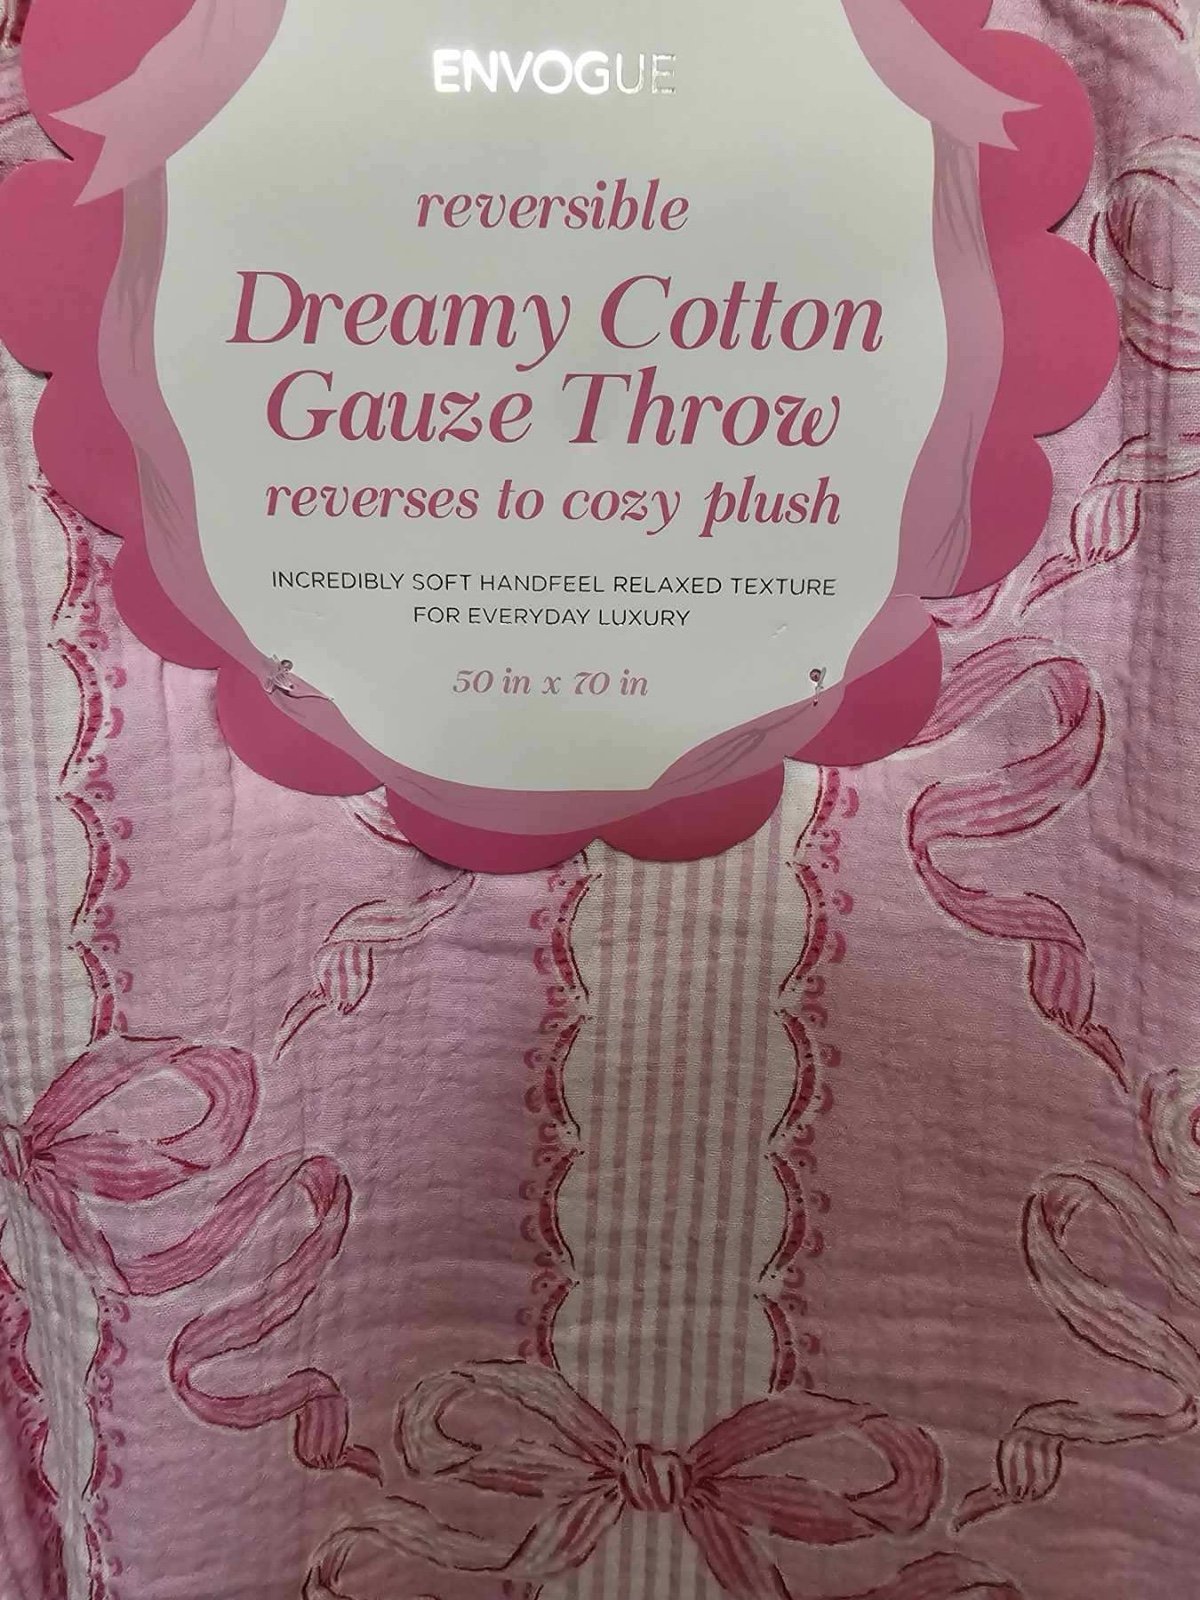 ENVOGUE
reversible
Dreamy Cotton
Gauze Throw
reverses to cozy plush
INCREDIBLY SOFT HANDFEEL RELAXED TEXTURE
FOR EVERYDAY LUXURY
50 in x 70 in